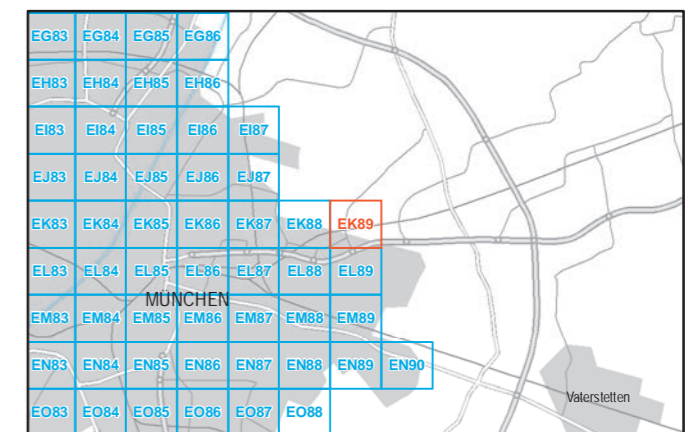 EG83 EG84 EG85 EG86
EH83 EH84 EH85 EH86
EI83 EI84 EI85 EI86 EI87
EJ83 EJ84 EJ85 EJ86 EJ87
EK83 EK84 EK85 EK86 EK87 EK88 EK89
EL83 EL84 EL85 EL86 EL87 EL88 EL89
MÜNCHEN
EM83 EM84 EM85 EM86 EM87 EM88 EM89
EN83 EN84 EN85 EN86 EN87 EN88 EN89 EN90
Vaterstetten
EO83 EO84 EO85 EO86 EO87 EO88